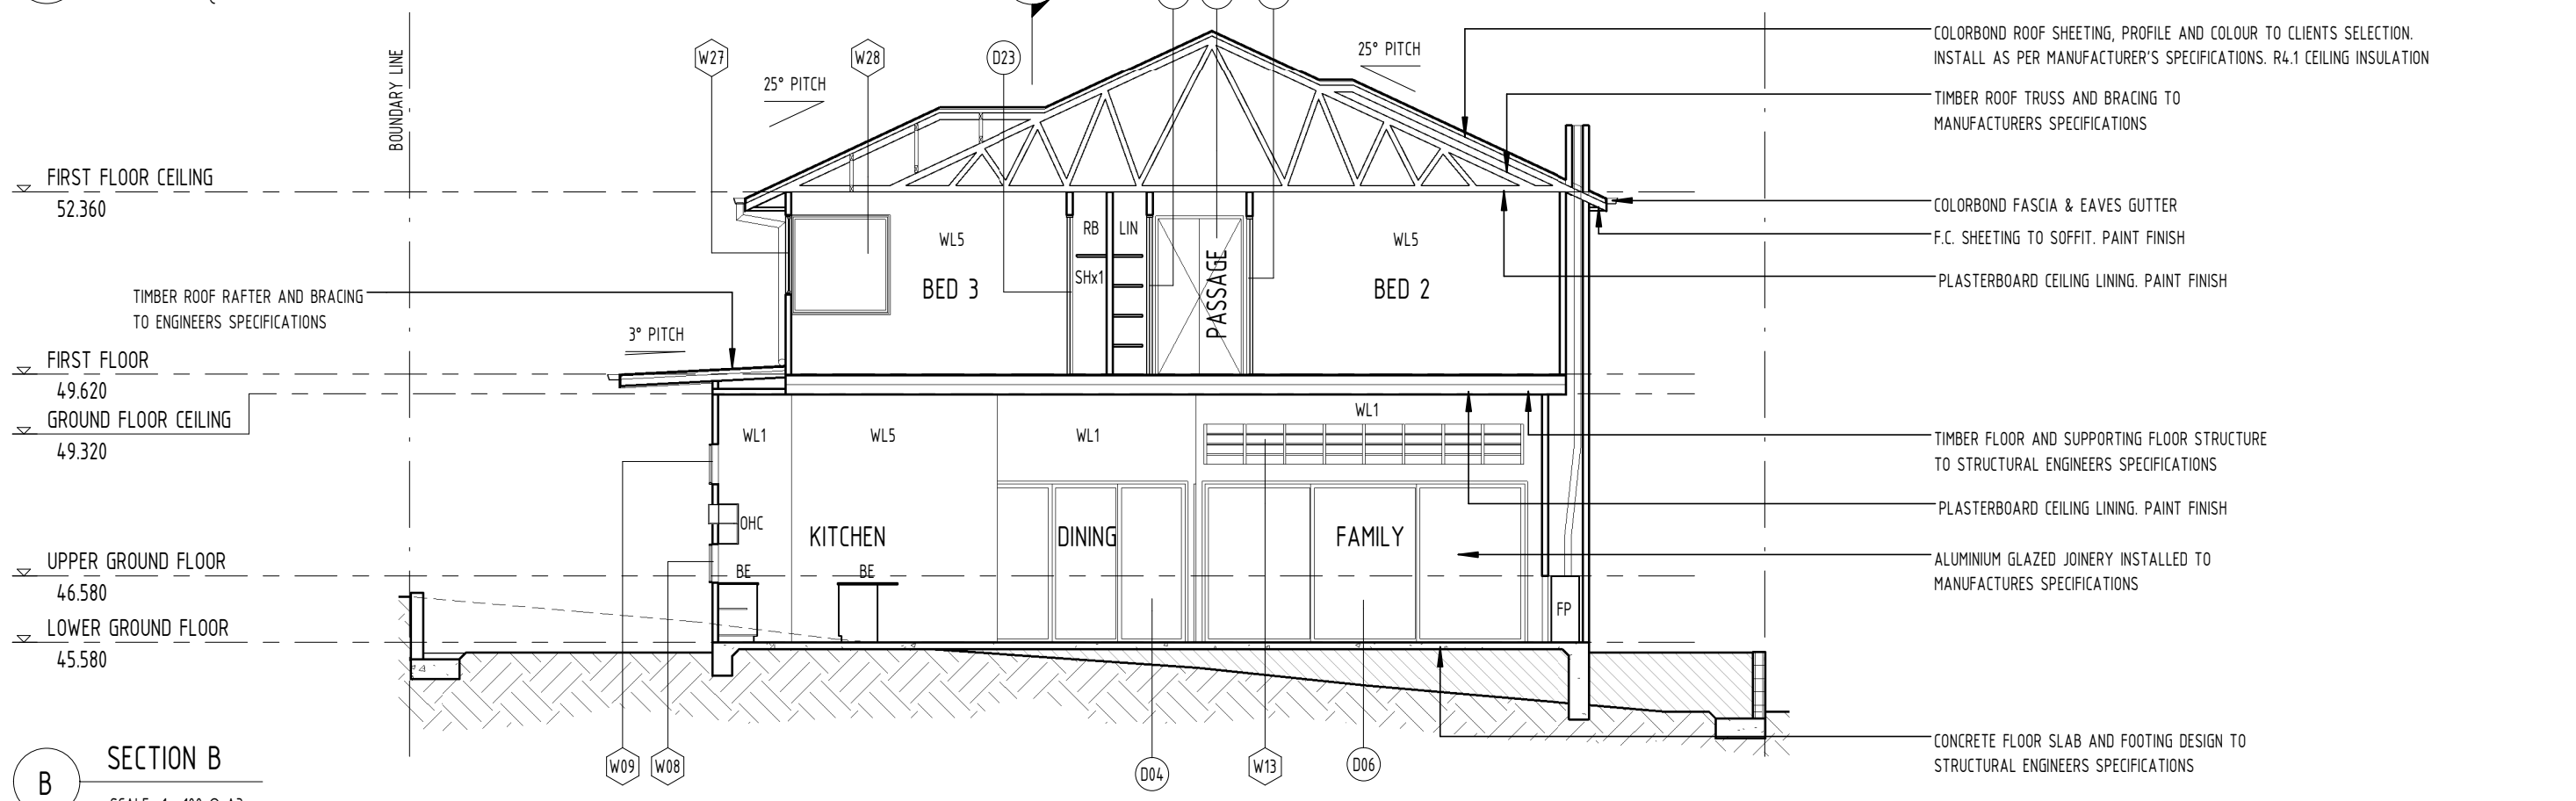 COLORBOND ROOF SHEETING, PROFILE AND COLOUR TO CLIENTS SELECTION.
INSTALL AS PER MANUFACTURER'S SPECIFICATIONS. R4.1 CEILING INSULATION
TIMBER ROOF TRUSS AND BRACING TO
MANUFACTURERS SPECIFICATIONS
COLORBOND FASCIA & EAVES GUTTER
F.C. SHEETING TO SOFFIT. PAINT FINISH
PLASTERBOARD CEILING LINING. PAINT FINISH
BOUNDARY LINE
W27
W28
D23
25° PITCH
25° PITCH
FIRST FLOOR CEILING
52.360
WL5
BED 3
RB
LIN
SHx1
PASSAGE
WL5
BED 2
TIMBER ROOF RAFTER AND BRACING
TO ENGINEERS SPECIFICATIONS
3° PITCH
FIRST FLOOR
49.620
GROUND FLOOR CEILING
49.320
WL1
WL5
WL1
WL1
TIMBER FLOOR AND SUPPORTING FLOOR STRUCTURE
TO STRUCTURAL ENGINEERS SPECIFICATIONS
PLASTERBOARD CEILING LINING. PAINT FINISH
OHC
KITCHEN
DINING
FAMILY
ALUMINIUM GLAZED JOINERY INSTALLED TO
MANUFACTURES SPECIFICATIONS
UPPER GROUND FLOOR
46.580
BE
BE
FP
LOWER GROUND FLOOR
45.580
W09
W08
D04
W13
D06
CONCRETE FLOOR SLAB AND FOOTING DESIGN TO
STRUCTURAL ENGINEERS SPECIFICATIONS
B
SECTION B